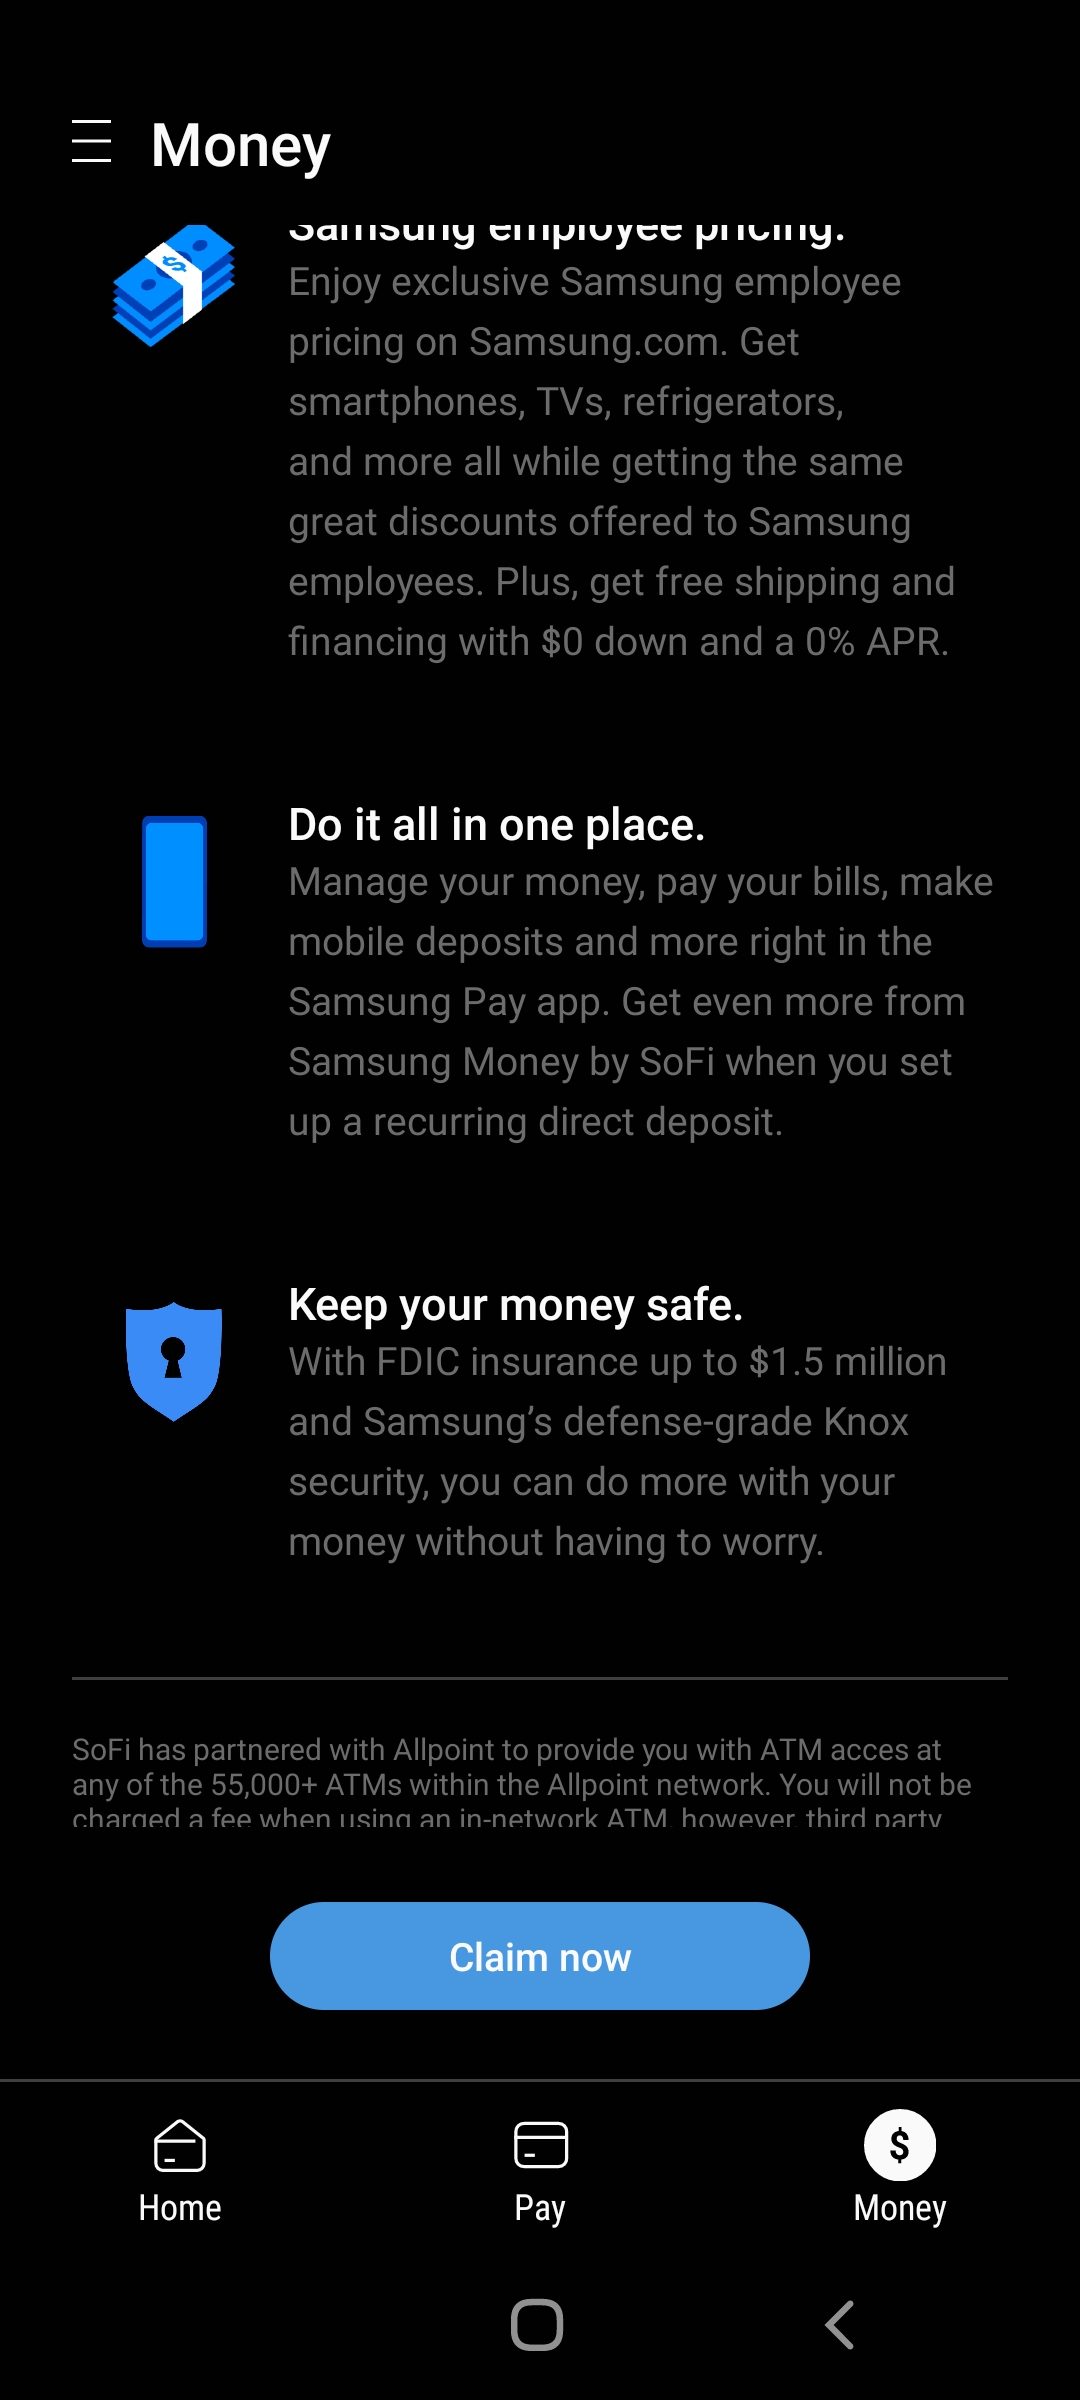 Money
Samsung employee pricing.
Enjoy exclusive Samsung employee
pricing on Samsung.com. Get
smartphones, TVs, refrigerators,
and more all while getting the same
great discounts offered to Samsung
employees. Plus, get free shipping and
financing with $0 down and a 0% APR.
Do it all in one place.
Manage your money, pay your bills, make
mobile deposits and more right in the
Samsung Pay app. Get even more from
Samsung Money by SoFi when you set
up a recurring direct deposit.
Keep your money safe.
With FDIC insurance up to $1.5 million
and Samsung’s defense-grade Knox
security, you can do more with your
money without having to worry.
SoFi has partnered with Allpoint to provide you with ATM acces at
any of the 55,000+ ATMs within the Allpoint network. You will not be
charged a fee when using an in-network ATM, however, third party
Claim now
Home
Pay
$
Money